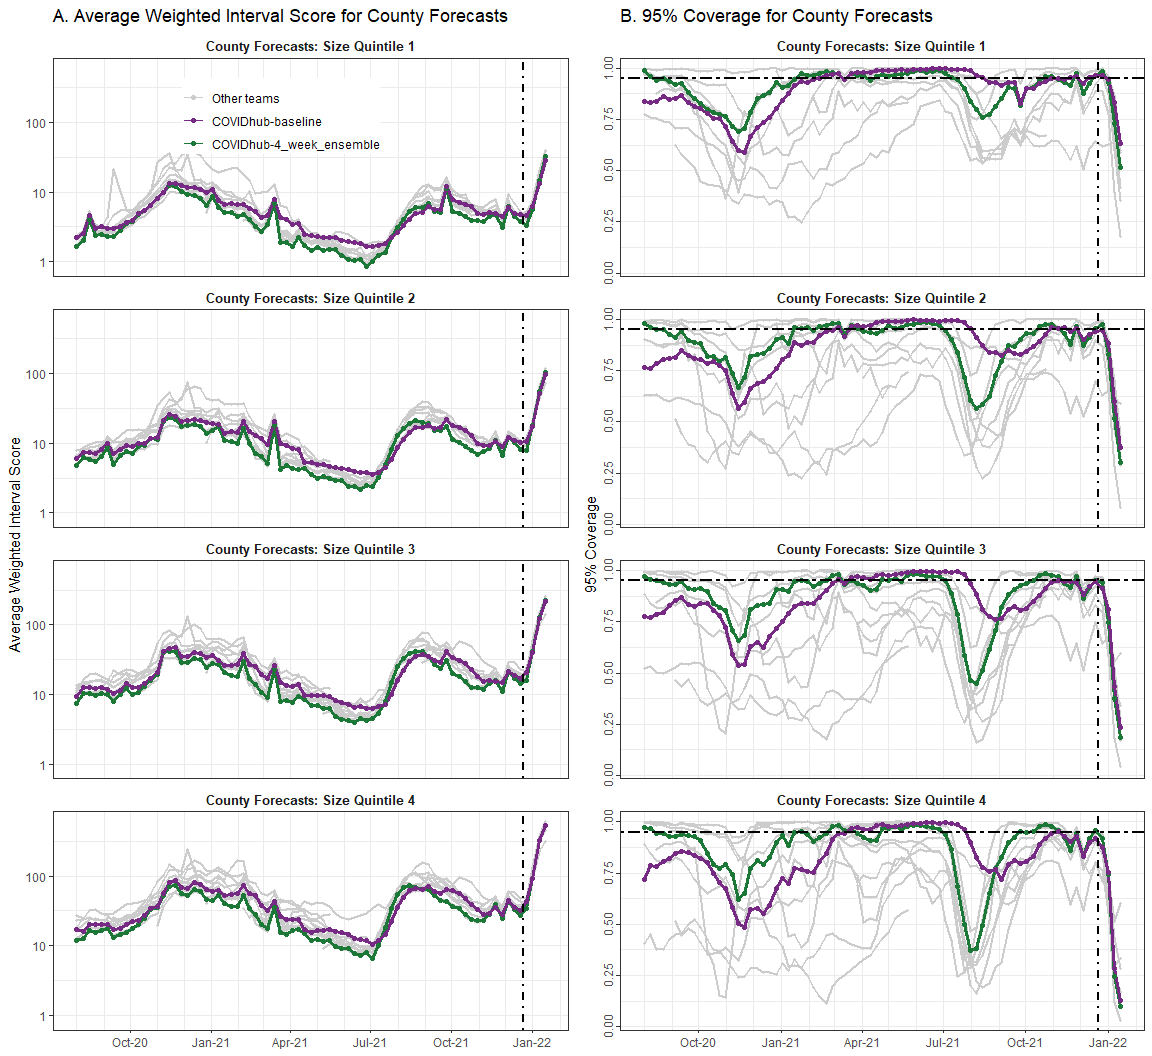 A. Average Weighted Interval Score for County Forecasts
County Forecasts: Size Quintile 1
100
10
1
Other teams
COVIDhub-baseline
COVIDhub-4_week_ensemble
County Forecasts: Size Quintile 2
100
10
1
County Forecasts: Size Quintile 3
100
10
1
County Forecasts: Size Quintile 4
100
10
1
Oct-20 Jan-21 Apr-21 Jul-21 Oct-21 Jan-22
Average Weighted Interval Score
B. 95% Coverage for County Forecasts
County Forecasts: Size Quintile 1
1.00
0.75
0.50
0.25
0.00
County Forecasts: Size Quintile 2
1.00
0.75
0.50
0.25
0.00
County Forecasts: Size Quintile 3
1.00
0.75
0.50
0.25
0.00
County Forecasts: Size Quintile 4
1.00
0.75
0.50
0.25
0.00
Oct-20 Jan-21 Apr-21 Jul-21 Oct-21 Jan-22
95% Coverage